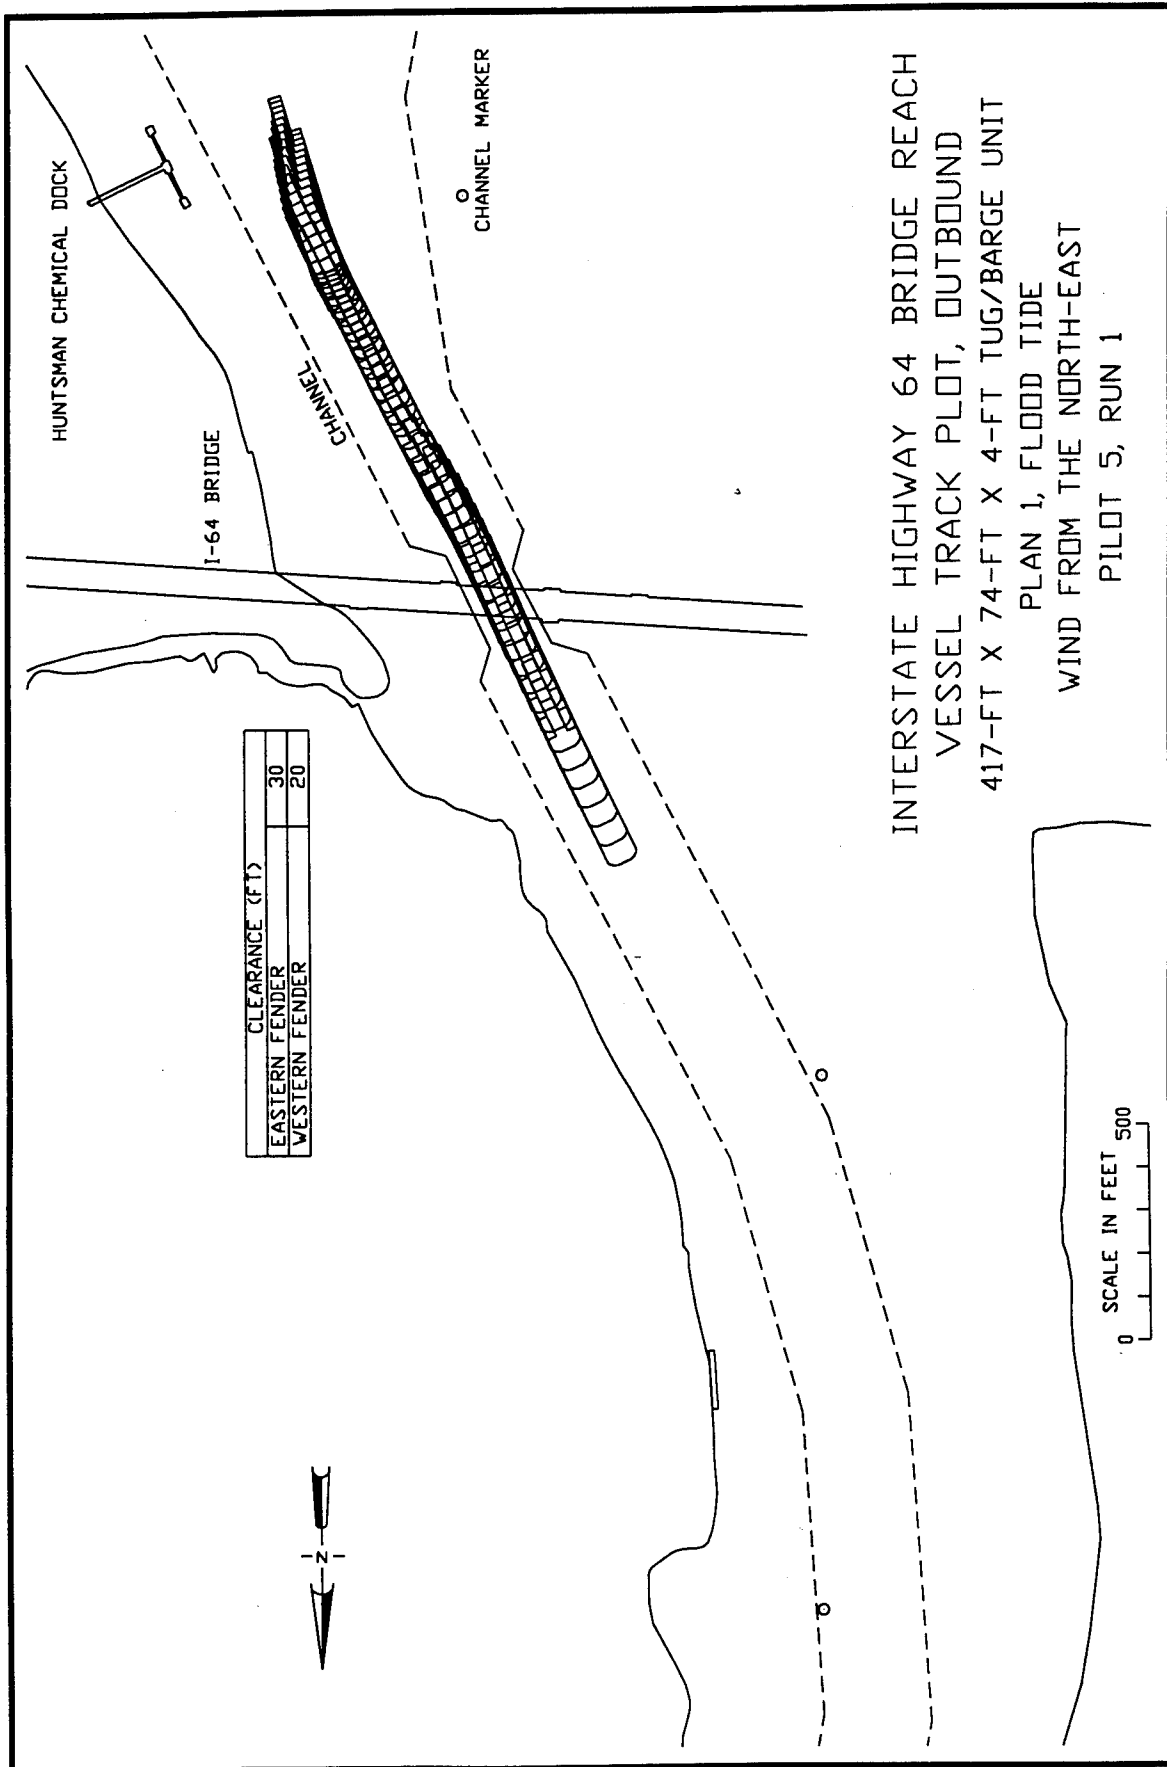 HUNTSMAN CHEMICAL DOCK
I-64 BRIDGE
CHANNEL
CHANNEL MARKER
CLEARANCE (FT)
EASTERN FENDER 30
WESTERN FENDER 20
N
INTERSTATE HIGHWAY 64 BRIDGE REACH
VESSEL TRACK PLOT, OUTBOUND
417-FT X 74-FT X 4-FT TUG/BARGE UNIT
PLAN 1, FLOOD TIDE
WIND FROM THE NORTH-EAST
PILOT 5, RUN 1
SCALE IN FEET
0 500